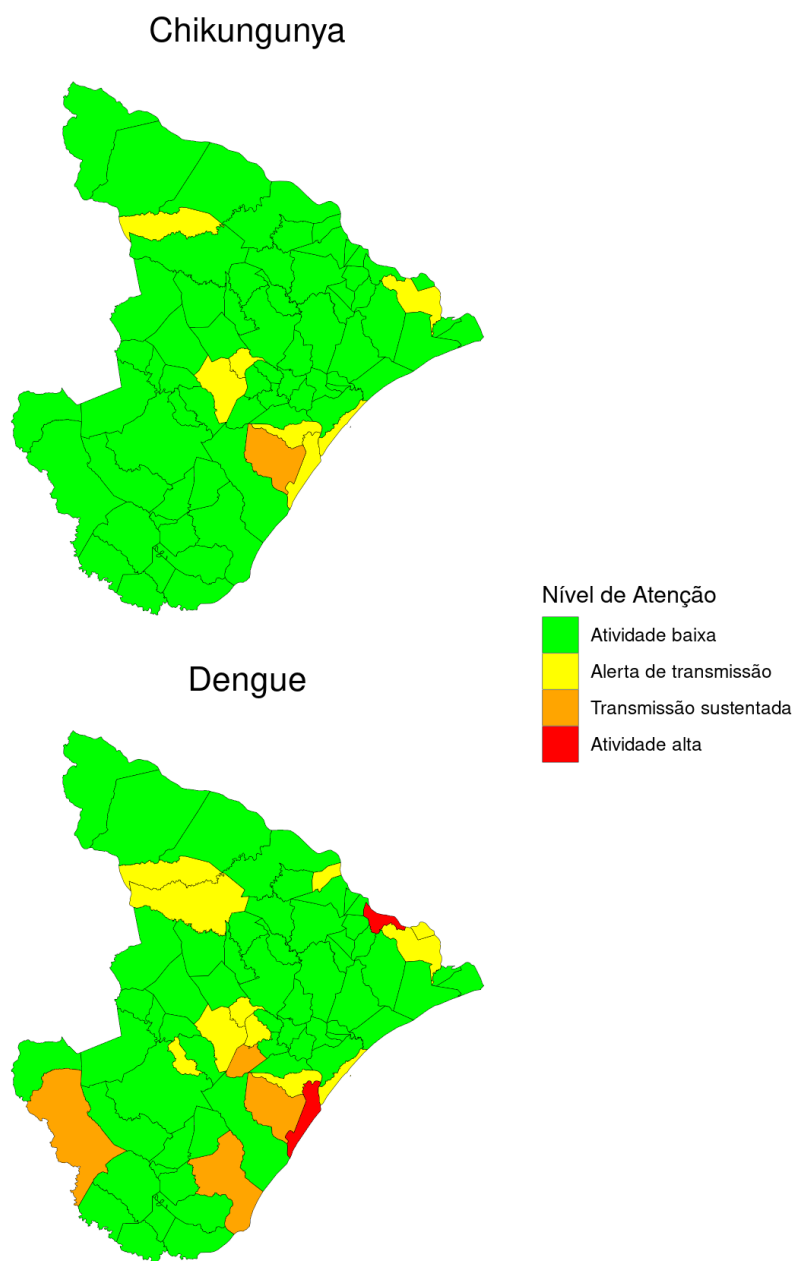 Chikungunya
Nível de Atenção
Atividade baixa
Alerta de transmissão
Transmissão sustentada
Atividade alta
Dengue